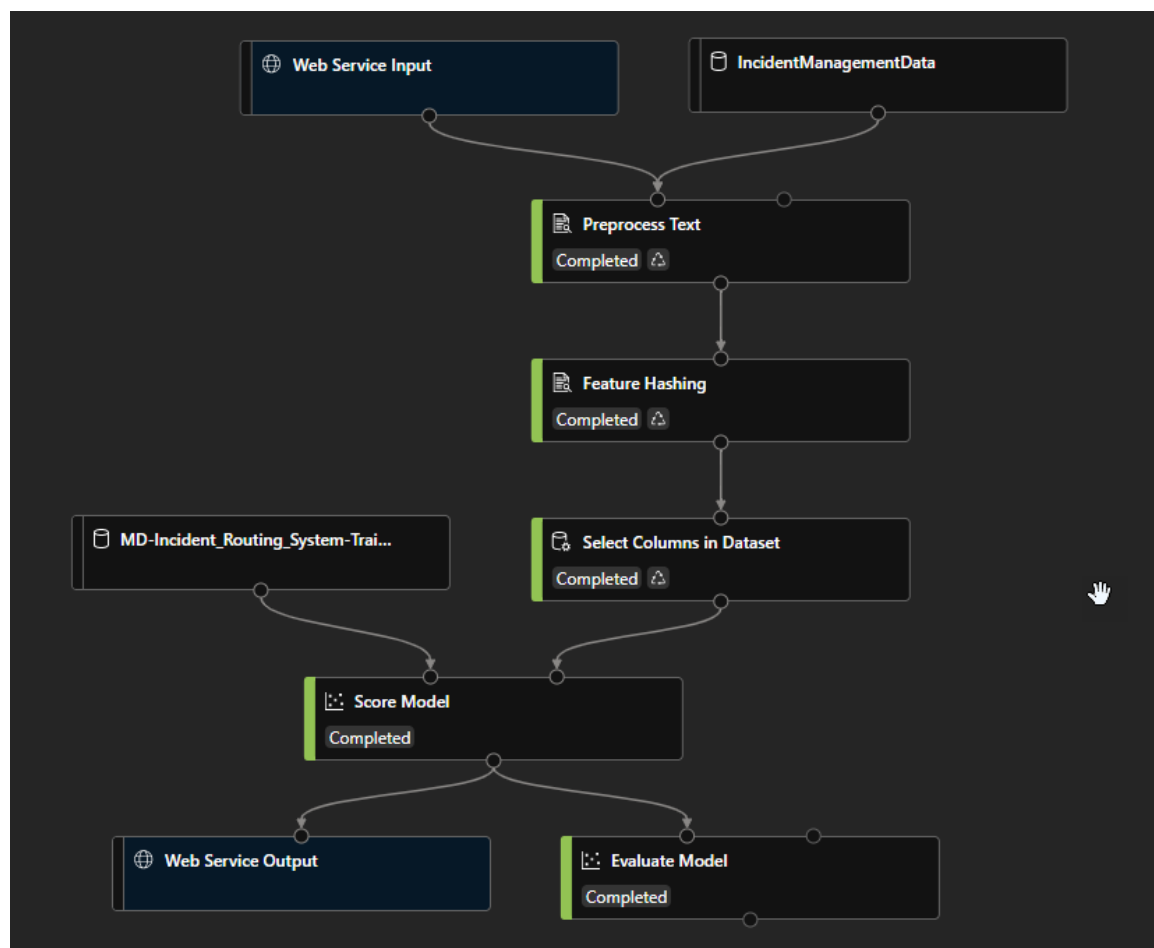 Web Service Input
IncidentManagementData
Preprocess Text
Completed
Feature Hashing
Completed
MD-Incident_Routing_System-Trai...
Select Columns in Dataset
Completed
Score Model
Completed
Web Service Output
Evaluate Model
Completed